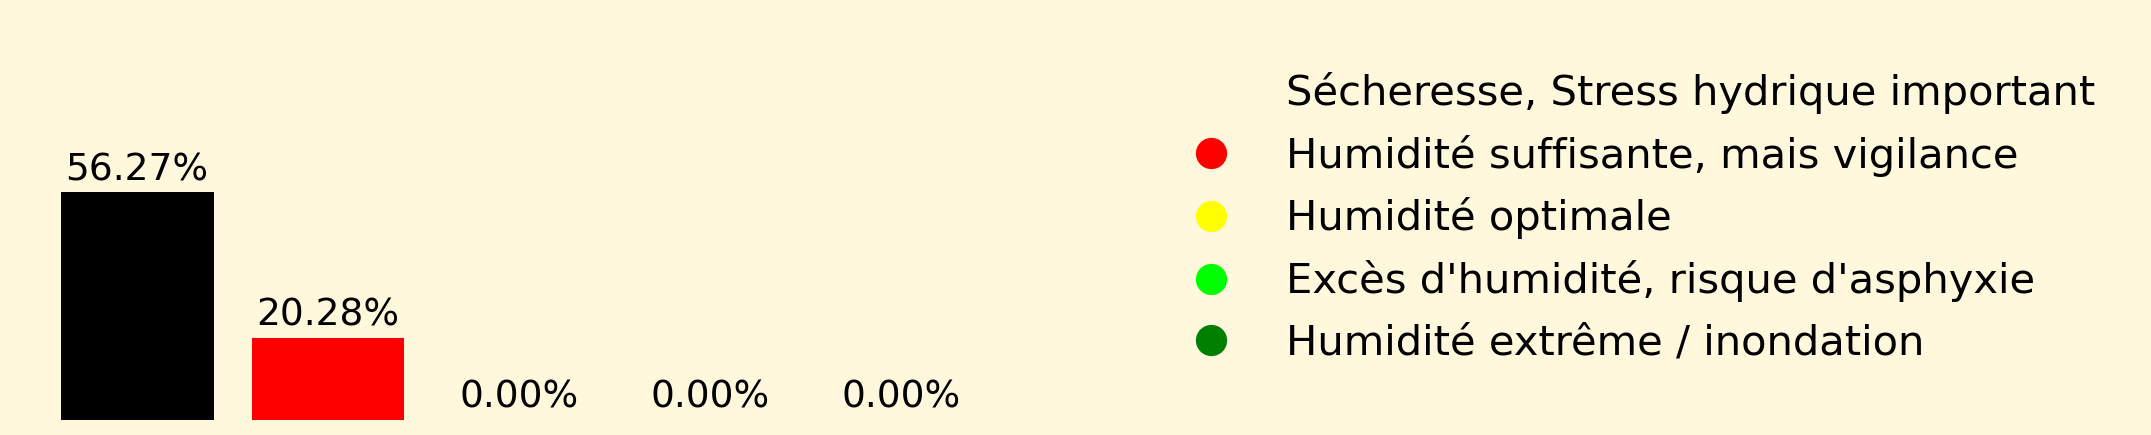 56.27%
20.28%
0.00%
0.00%
0.00%
Sécheresse, Stress hydrique important
Humidité suffisante, mais vigilance
Humidité optimale
Excès d'humidité, risque d'asphyxie
Humidité extrême / inondation